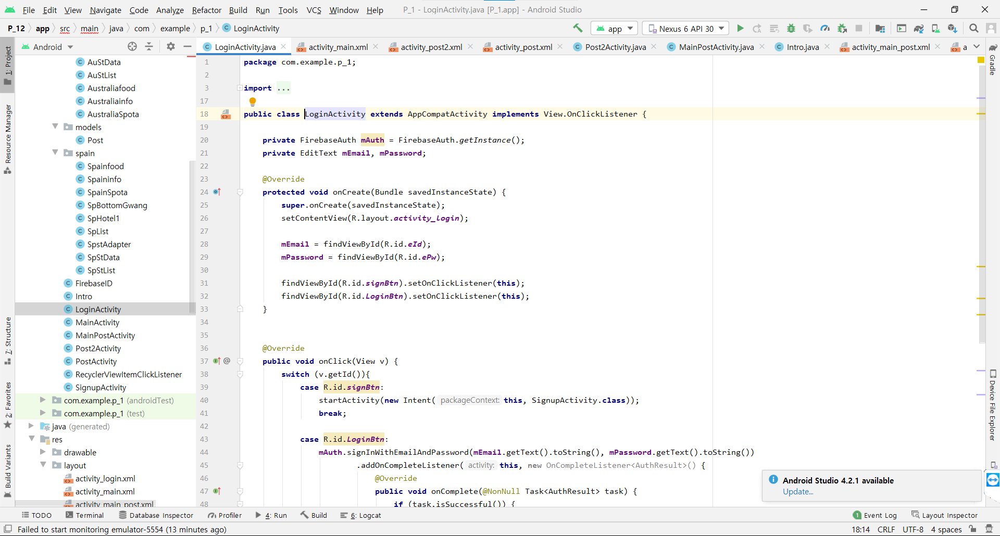 File Edit View Navigate Code Analyze Refactor Build Run Tools VCS Window Help P_1 - LoginActivity.java [P_1.app] - Android Studio
P_12 app src main java com example p_1 LoginActivity app Nexus 6 API 30
Android LoginActivity.java activity_main.xml activity_post2.xml activity_post.xml Post2Activity.java MainPostActivity.java Intro.java activity_main_post.xml a
1: Project
Resource Manager
7: Structure
2: Favorites
Build Variants
AuStData
AuStList
Australiafood
Australiainfo
AustraliaSpota
models
Post
spain
Spainfood
Spaininfo
SpainSpota
SpBottomGwang
SpHotel1
SpList
SpstAdapter
SpStData
SpStList
FirebaseID
Intro
LoginActivity
MainActivity
MainPostActivity
Post2Activity
PostActivity
RecyclerViewItemClickListener
SignupActivity
com.example.p_1 (androidTest)
com.example.p_1 (test)
java (generated)
res
drawable
layout
activity_login.xml
activity_main.xml
activity_main_post.xml
1 package com.example.p_1;
2
3 import ...
17
18 public class LoginActivity extends AppCompatActivity implements View.OnClickListener {
19
20 private FirebaseAuth mAuth = FirebaseAuth.getInstance();
21 private EditText mEmail, mPassword;
22
23 @Override
24 protected void onCreate(Bundle savedInstanceState) {
25 super.onCreate(savedInstanceState);
26 setContentView(R.layout.activity_login);
27
28 mEmail = findViewById(R.id.eId);
29 mPassword = findViewById(R.id.ePw);
30
31 findViewById(R.id.signBtn).setOnClickListener(this);
32 findViewById(R.id.LoginBtn).setOnClickListener(this);
33 }
34
35
36 @Override
37 @ public void onClick(View v) {
38 switch (v.getId()){
39 case R.id.signBtn:
40 startActivity(new Intent( packageContext: this, SignupActivity.class));
41 break;
42
43 case R.id.LoginBtn:
44 mAuth.signInWithEmailAndPassword(mEmail.getText().toString(), mPassword.getText().toString())
45 .addOnCompleteListener( activity: this, new OnCompleteListener<AuthResult>() {
46 @Override
47 public void onComplete(@NonNull Task<AuthResult> task) {
48 if (task.isSuccessful()) {
Gradle
Device File Explorer
Android Studio 4.2.1 available
Update...
TODO Terminal Database Inspector Profiler 4: Run Build 6: Logcat 1 Event Log Layout Inspector
Failed to start monitoring emulator-5554 (13 minutes ago) 18:14 CRLF UTF-8 4 spaces